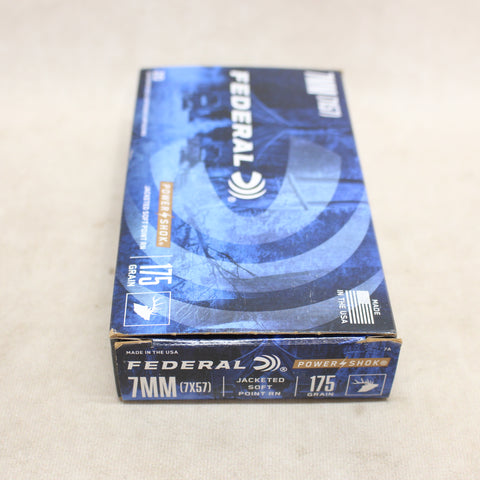 7MM (7X57)
FEDERAL
POWER⚡SHOK®
JACKETED SOFT POINT RN
175
GRAIN
MADE
IN THE USA
MADE IN THE USA
7A
FEDERAL
POWER⚡SHOK®
7MM (7X57)
JACKETED
SOFT
POINT RN
175
GRAIN